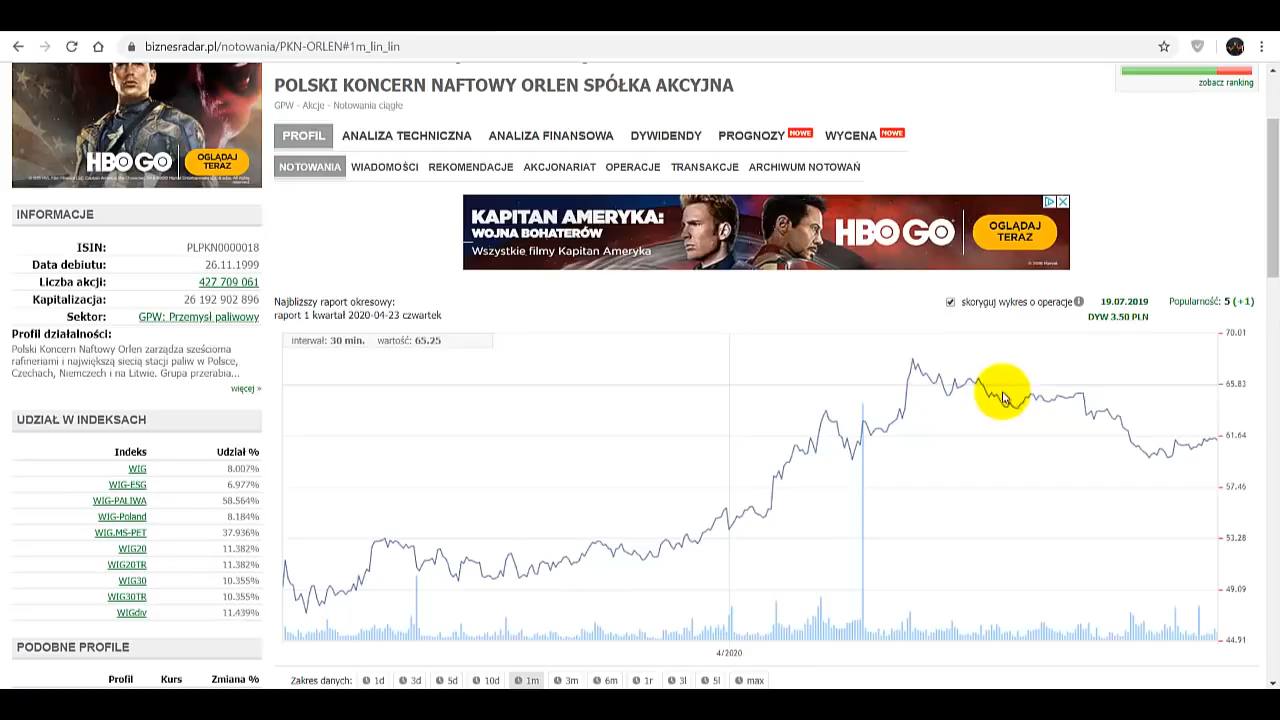 biznesradar.pl/notowania/PKN-ORLEN#1m_lin_lin
HBO GO
OGLĄDAJ
TERAZ
POLSKI KONCERN NAFTOWY ORLEN SPÓŁKA AKCYJNA
GPW - Akcje - Notowania ciągłe
zobacz ranking
PROFIL ANALIZA TECHNICZNA ANALIZA FINANSOWA DYWIDENDY PROGNOZY NOWE WYCENA NOWE
NOTOWANIA WIADOMOŚCI REKOMENDACJE AKCJONARIAT OPERACJE TRANSAKCJE ARCHIWUM NOTOWAŃ
KAPITAN AMERYKA:
WOJNA BOHATERÓW
Wszystkie filmy Kapitan Ameryka
HBO GO
OGLĄDAJ
TERAZ
INFORMACJE
ISIN: PLPKN0000018
Data debiutu: 26.11.1999
Liczba akcji: 427 709 061
Kapitalizacja: 26 192 902 896
Sektor: GPW: Przemysł paliwowy
Profil działalności:
Polski Koncern Naftowy Orlen zarządza sześcioma
rafineriami i największą siecią stacji paliw w Polsce,
Czechach, Niemczech i na Litwie. Grupa przerabia...
więcej »
UDZIAŁ W INDEKSACH
Indeks Udział %
WIG 8.007%
WIG-ESG 6.977%
WIG-PALIWA 58.564%
WIG-Poland 8.184%
WIG.MS-PET 37.936%
WIG20 11.382%
WIG20TR 11.382%
WIG30 10.355%
WIG30TR 10.355%
WIGdiv 11.439%
PODOBNE PROFILE
Profil Kurs Zmiana %
Najbliższy raport okresowy:
raport 1 kwartał 2020-04-23 czwartek
skoryguj wykres o operacje 19.07.2019 Popularność: 5 (+1)
DYW 3.50 PLN
interwał: 30 min. wartość: 65.25
70.01
65.83
61.64
57.46
53.28
49.09
44.91
4/2020
Zakres danych: 1d 3d 5d 10d 1m 3m 6m 1r 3l 5l max